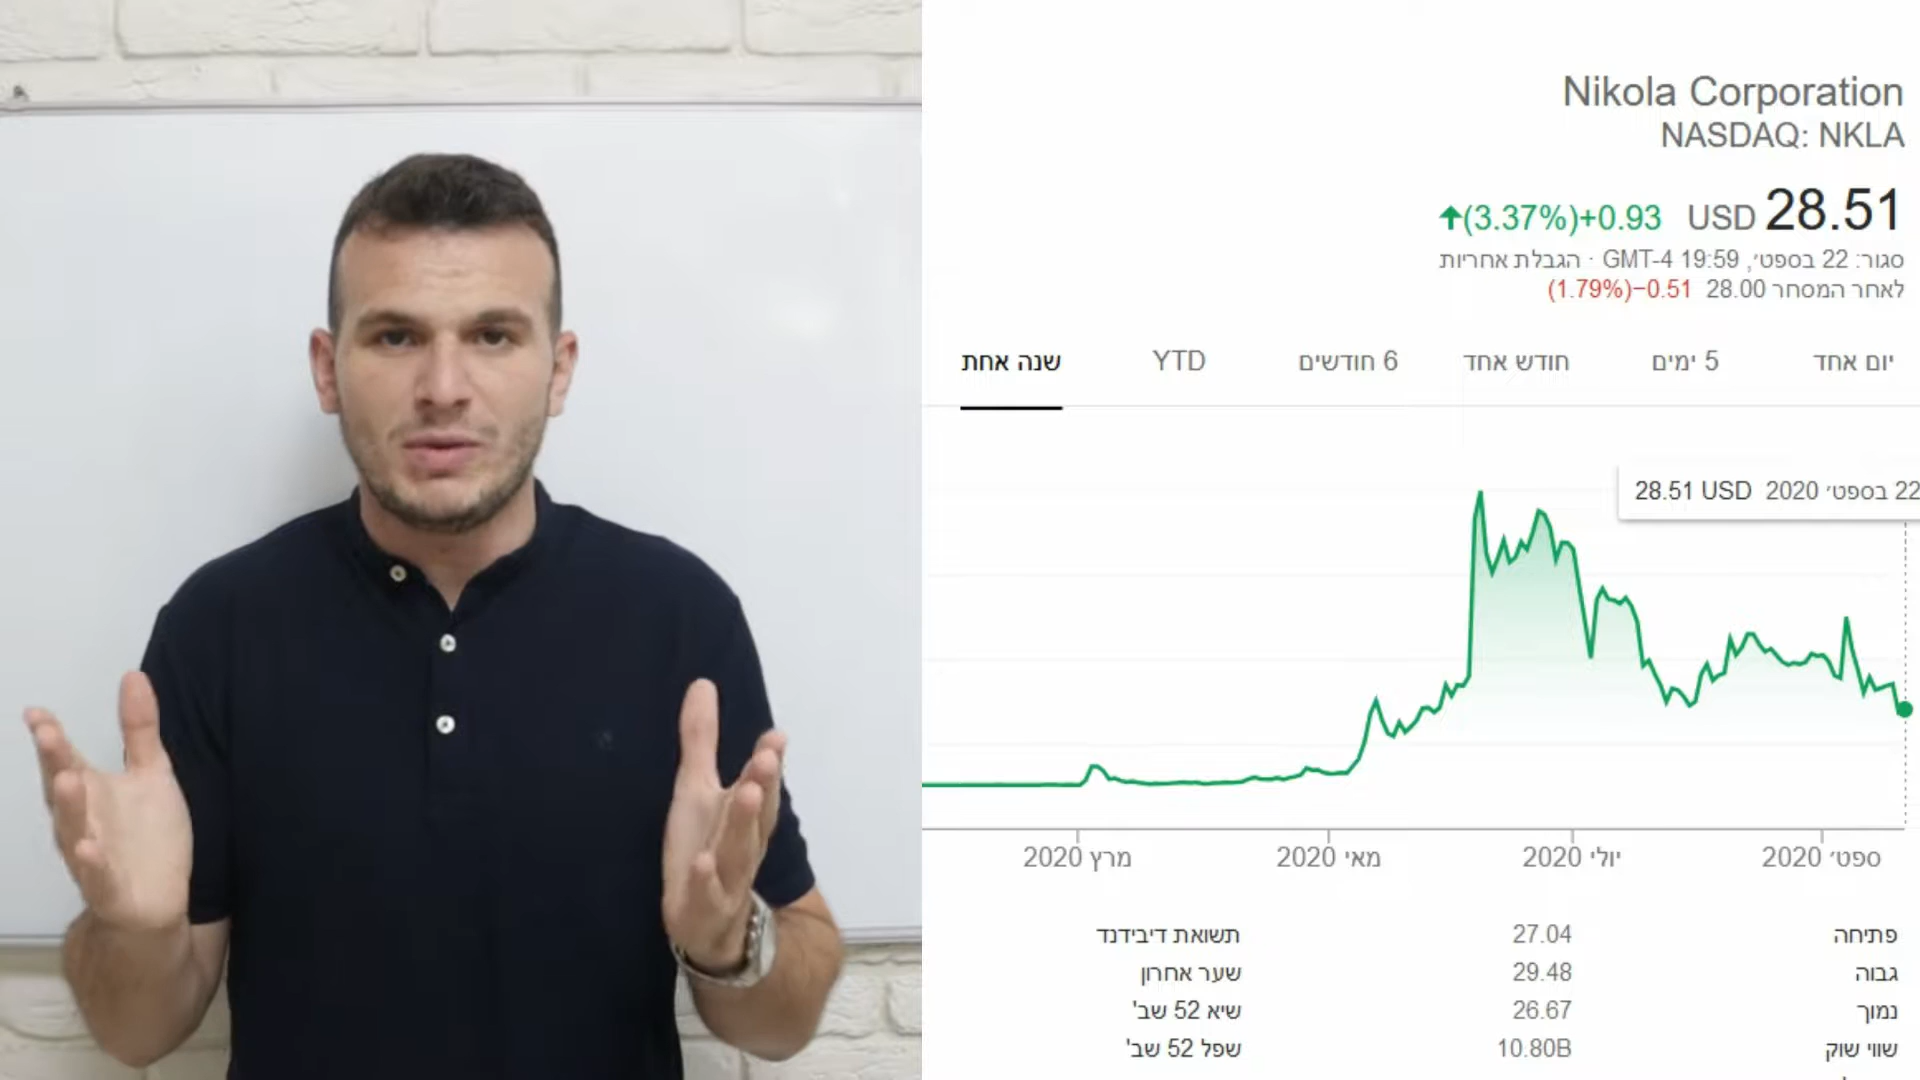 Nikola Corporation
NASDAQ: NKLA
28.51 USD +0.93(3.37%)
סגור: 22 בספט׳, 19:59 GMT-4 · הגבלת אחריות
לאחר המסחר 28.00 −0.51(1.79%)
יום אחד 5 ימים חודש אחד 6 חודשים YTD שנה אחת
22 בספט׳ 2020 28.51 USD
מרץ 2020 מאי 2020 יולי 2020 ספט׳ 2020
פתיחה 27.04 תשואת דיבידנד
גבוה 29.48 שער אחרון
נמוך 26.67 שיא 52 שב'
שווי שוק 10.80B שפל 52 שב'